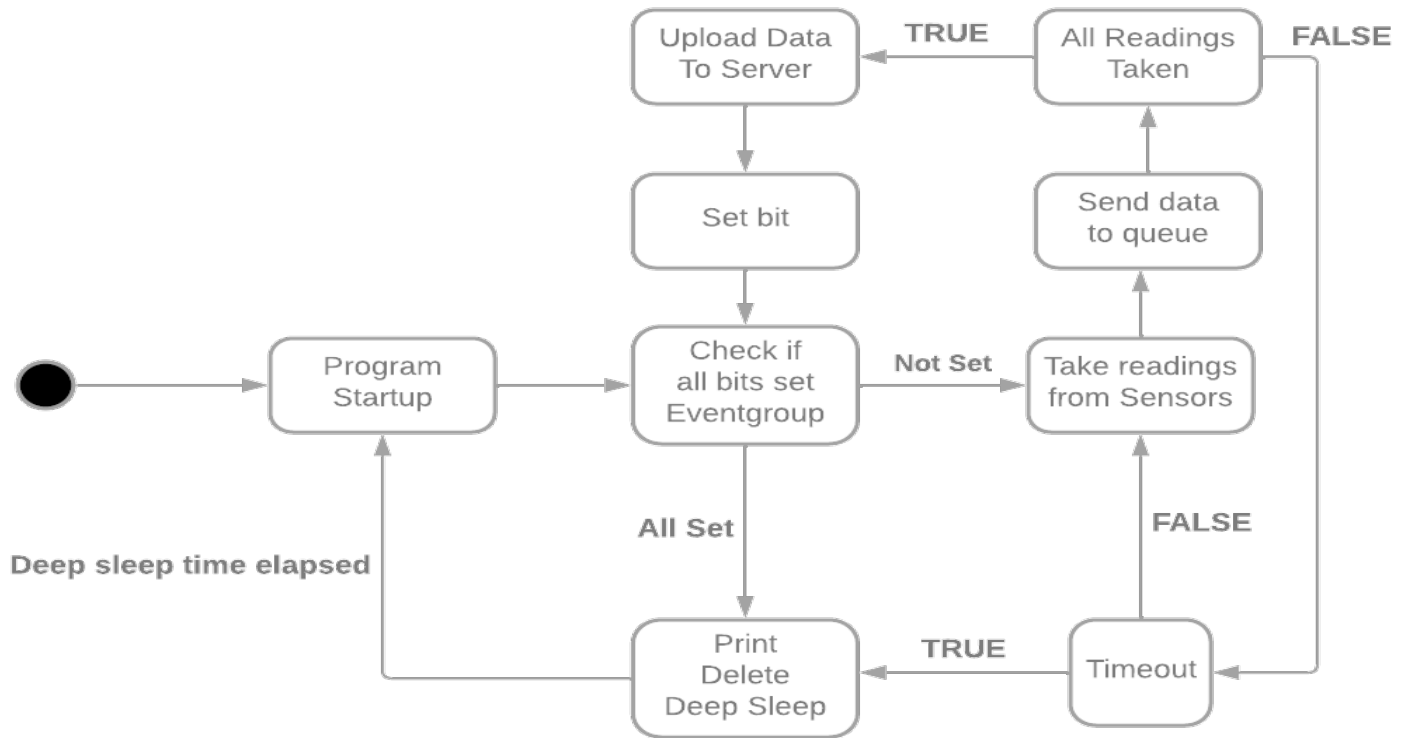 Upload Data
To Server
TRUE
All Readings
Taken
FALSE
Set bit
Send data
to queue
Program
Startup
Check if
all bits set
Eventgroup
Not Set
Take readings
from Sensors
All Set
FALSE
Deep sleep time elapsed
Print
Delete
Deep Sleep
TRUE
Timeout